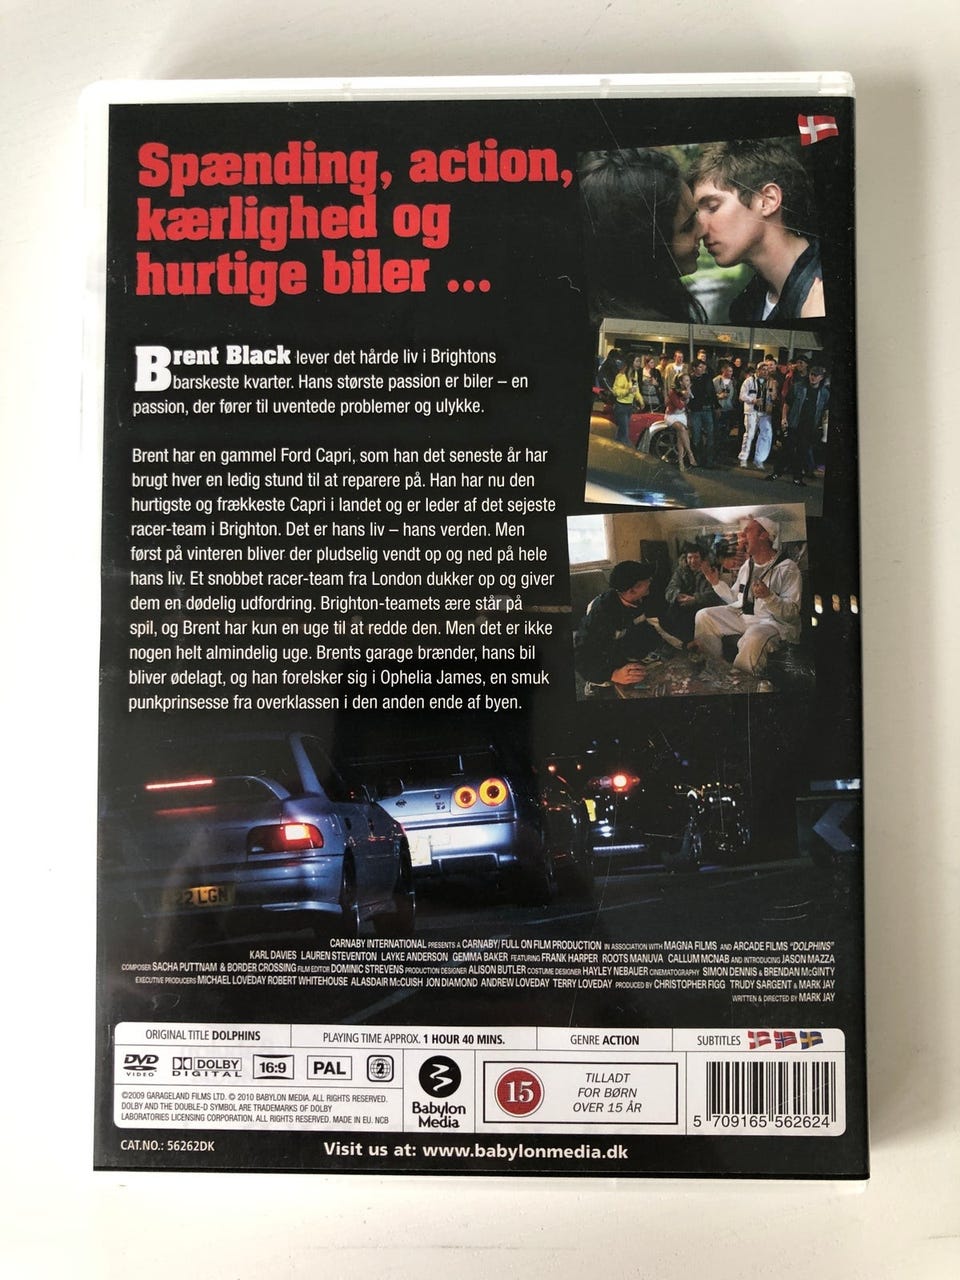 Spænding, action,
kærlighed og
hurtige biler ...
Brent Black lever det hårde liv i Brightons
barskeste kvarter. Hans største passion er biler – en
passion, der fører til uventede problemer og ulykke.
Brent har en gammel Ford Capri, som han det seneste år har
brugt hver en ledig stund til at reparere på. Han har nu den
hurtigste og frækkeste Capri i landet og er leder af det sejeste
racer-team i Brighton. Det er hans liv – hans verden. Men
først på vinteren bliver der pludselig vendt op og ned på hele
hans liv. Et snobbet racer-team fra London dukker op og giver
dem en dødelig udfordring. Brighton-teamets ære står på
spil, og Brent har kun en uge til at redde den. Men det er ikke
nogen helt almindelig uge. Brents garage brænder, hans bil
bliver ødelagt, og han forelsker sig i Ophelia James, en smuk
punkprinsesse fra overklassen i den anden ende af byen.
22 LGN
CARNABY INTERNATIONAL PRESENTS A CARNABY/ FULL ON FILM PRODUCTION IN ASSOCIATION WITH MAGNA FILMS AND ARCADE FILMS "DOLPHINS"
KARL DAVIES LAUREN STEVENTON LAYKE ANDERSON GEMMA BAKER FEATURING FRANK HARPER ROOTS MANUVA CALLUM MCNAB AND INTRODUCING JASON MAZZA
COMPOSER SACHA PUTTNAM & BORDER CROSSING FILM EDITOR DOMINIC STREVENS PRODUCTION DESIGNER ALISON BUTLER COSTUME DESIGNER HAYLEY NEBAUER CINEMATOGRAPHY SIMON DENNIS & BRENDAN McGINTY
EXECUTIVE PRODUCERS MICHAEL LOVEDAY ROBERT WHITEHOUSE ALASDAIR McCUISH JON DIAMOND ANDREW LOVEDAY TERRY LOVEDAY PRODUCED BY CHRISTOPHER FIGG TRUDY SARGENT & MARK JAY
WRITTEN & DIRECTED BY MARK JAY
ORIGINAL TITLE DOLPHINS PLAYING TIME APPROX. 1 HOUR 40 MINS. GENRE ACTION SUBTITLES
DVD VIDEO DOLBY DIGITAL 16:9 PAL 2
©2009 GARAGELAND FILMS LTD. © 2010 BABYLON MEDIA. ALL RIGHTS RESERVED.
DOLBY AND THE DOUBLE-D SYMBOL ARE TRADEMARKS OF DOLBY
LABORATORIES LICENSING CORPORATION. ALL RIGHTS RESERVED. MADE IN EU. NCB
Babylon
Media
15
TILLADT
FOR BØRN
OVER 15 ÅR
5 709165 562624
CAT.NO.: 56262DK
Visit us at: www.babylonmedia.dk